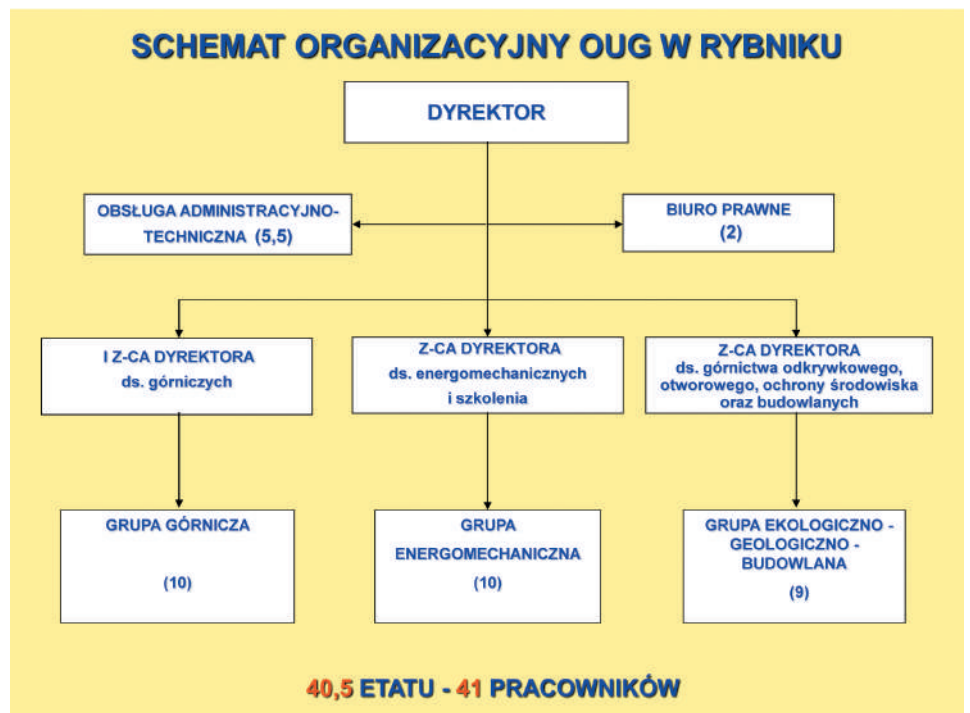 SCHEMAT ORGANIZACYJNY OUG W RYBNIKU
DYREKTOR
OBSŁUGA ADMINISTRACYJNO-
TECHNICZNA (5,5)
BIURO PRAWNE
(2)
I Z-CA DYREKTORA
ds. górniczych
Z-CA DYREKTORA
ds. energomechanicznych
i szkolenia
Z-CA DYREKTORA
ds. górnictwa odkrywkowego,
otworowego, ochrony środowiska
oraz budowlanych
GRUPA GÓRNICZA
(10)
GRUPA
ENERGOMECHANICZNA
(10)
GRUPA EKOLOGICZNO -
GEOLOGICZNO -
BUDOWLANA
(9)
40,5 ETATU - 41 PRACOWNIKÓW